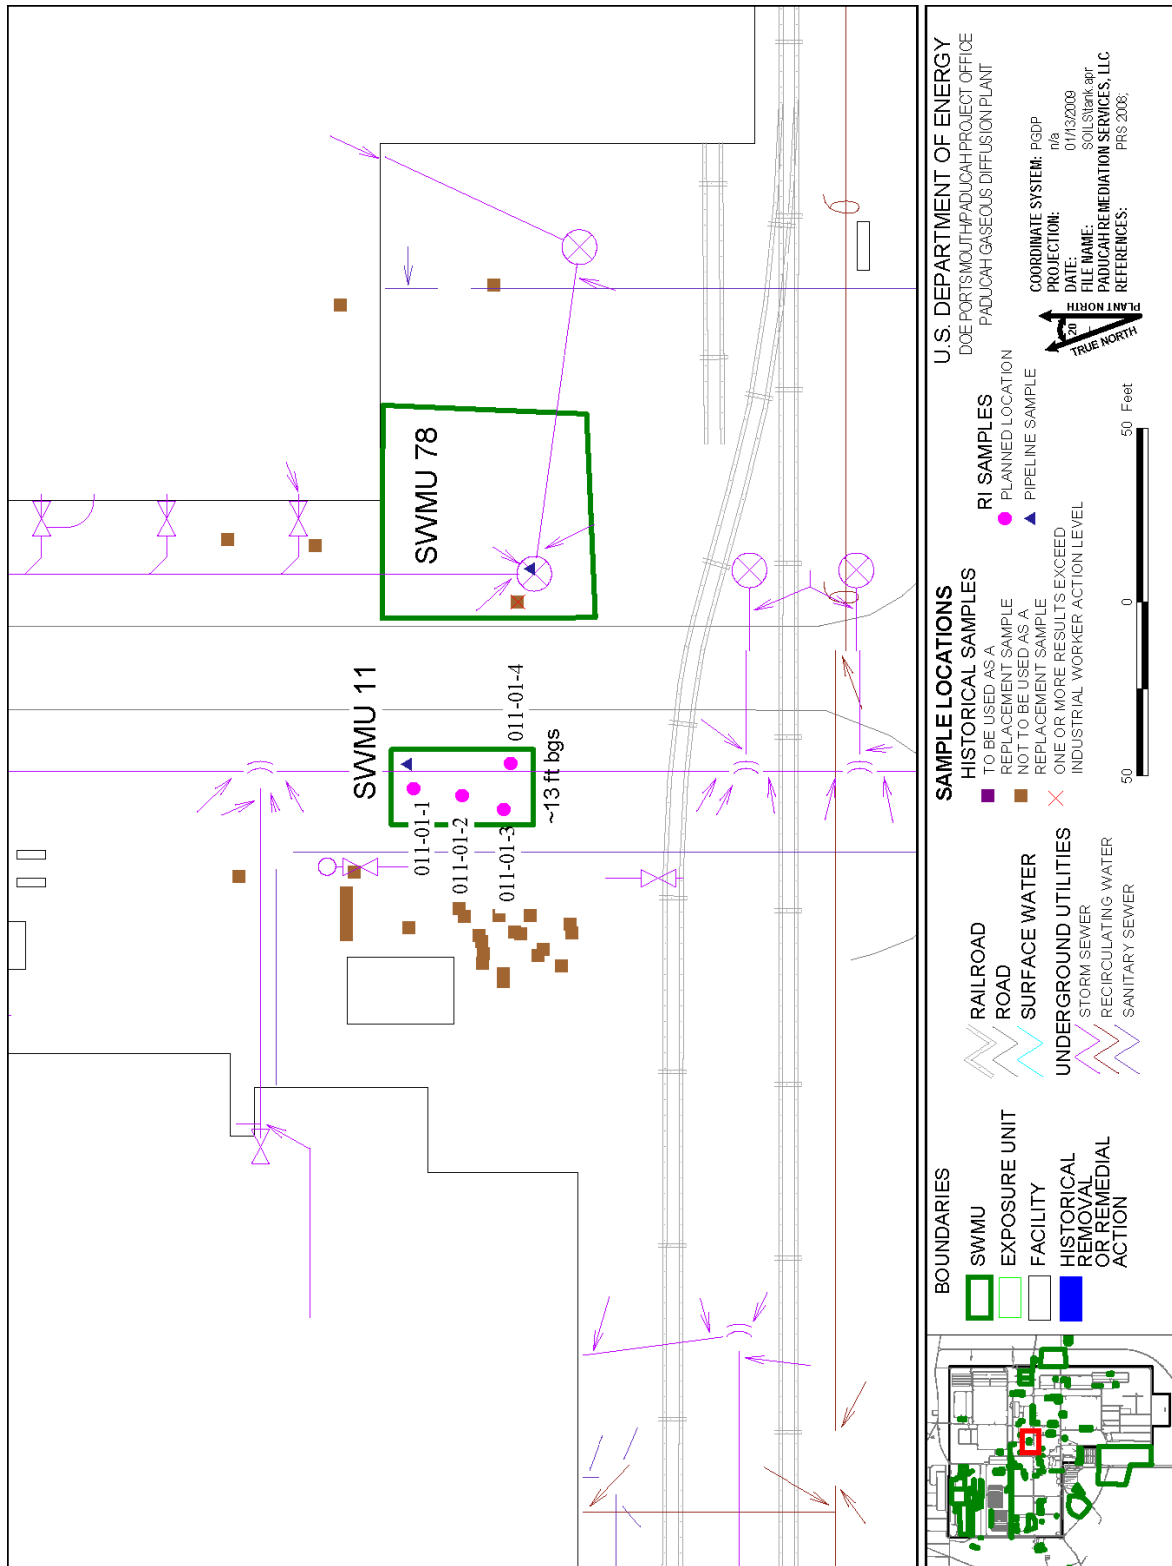 SWMU 78
SWMU 11
011-01-1
011-01-2
011-01-3
011-01-4
~13 ft bgs
BOUNDARIES
SWMU
EXPOSURE UNIT
FACILITY
HISTORICAL
REMOVAL
OR REMEDIAL
ACTION
RAILROAD
ROAD
SURFACE WATER
UNDERGROUND UTILITIES
STORM SEWER
RECIRCULATING WATER
SANITARY SEWER
SAMPLE LOCATIONS
HISTORICAL SAMPLES
TO BE USED AS A
REPLACEMENT SAMPLE
NOT TO BE USED AS A
REPLACEMENT SAMPLE
ONE OR MORE RESULTS EXCEED
INDUSTRIAL WORKER ACTION LEVEL
RI SAMPLES
PLANNED LOCATION
PIPELINE SAMPLE
50 0 50 Feet
U.S. DEPARTMENT OF ENERGY
DOE PORTSMOUTH/PADUCAH PROJECT OFFICE
PADUCAH GASEOUS DIFFUSION PLANT
TRUE NORTH
20
PLANT NORTH
COORDINATE SYSTEM: PGDP
PROJECTION: n/a
DATE: 01/13/2009
FILE NAME: SOILS\tank.apr
PADUCAH REMEDIATION SERVICES, LLC
REFERENCES: PRS 2008;